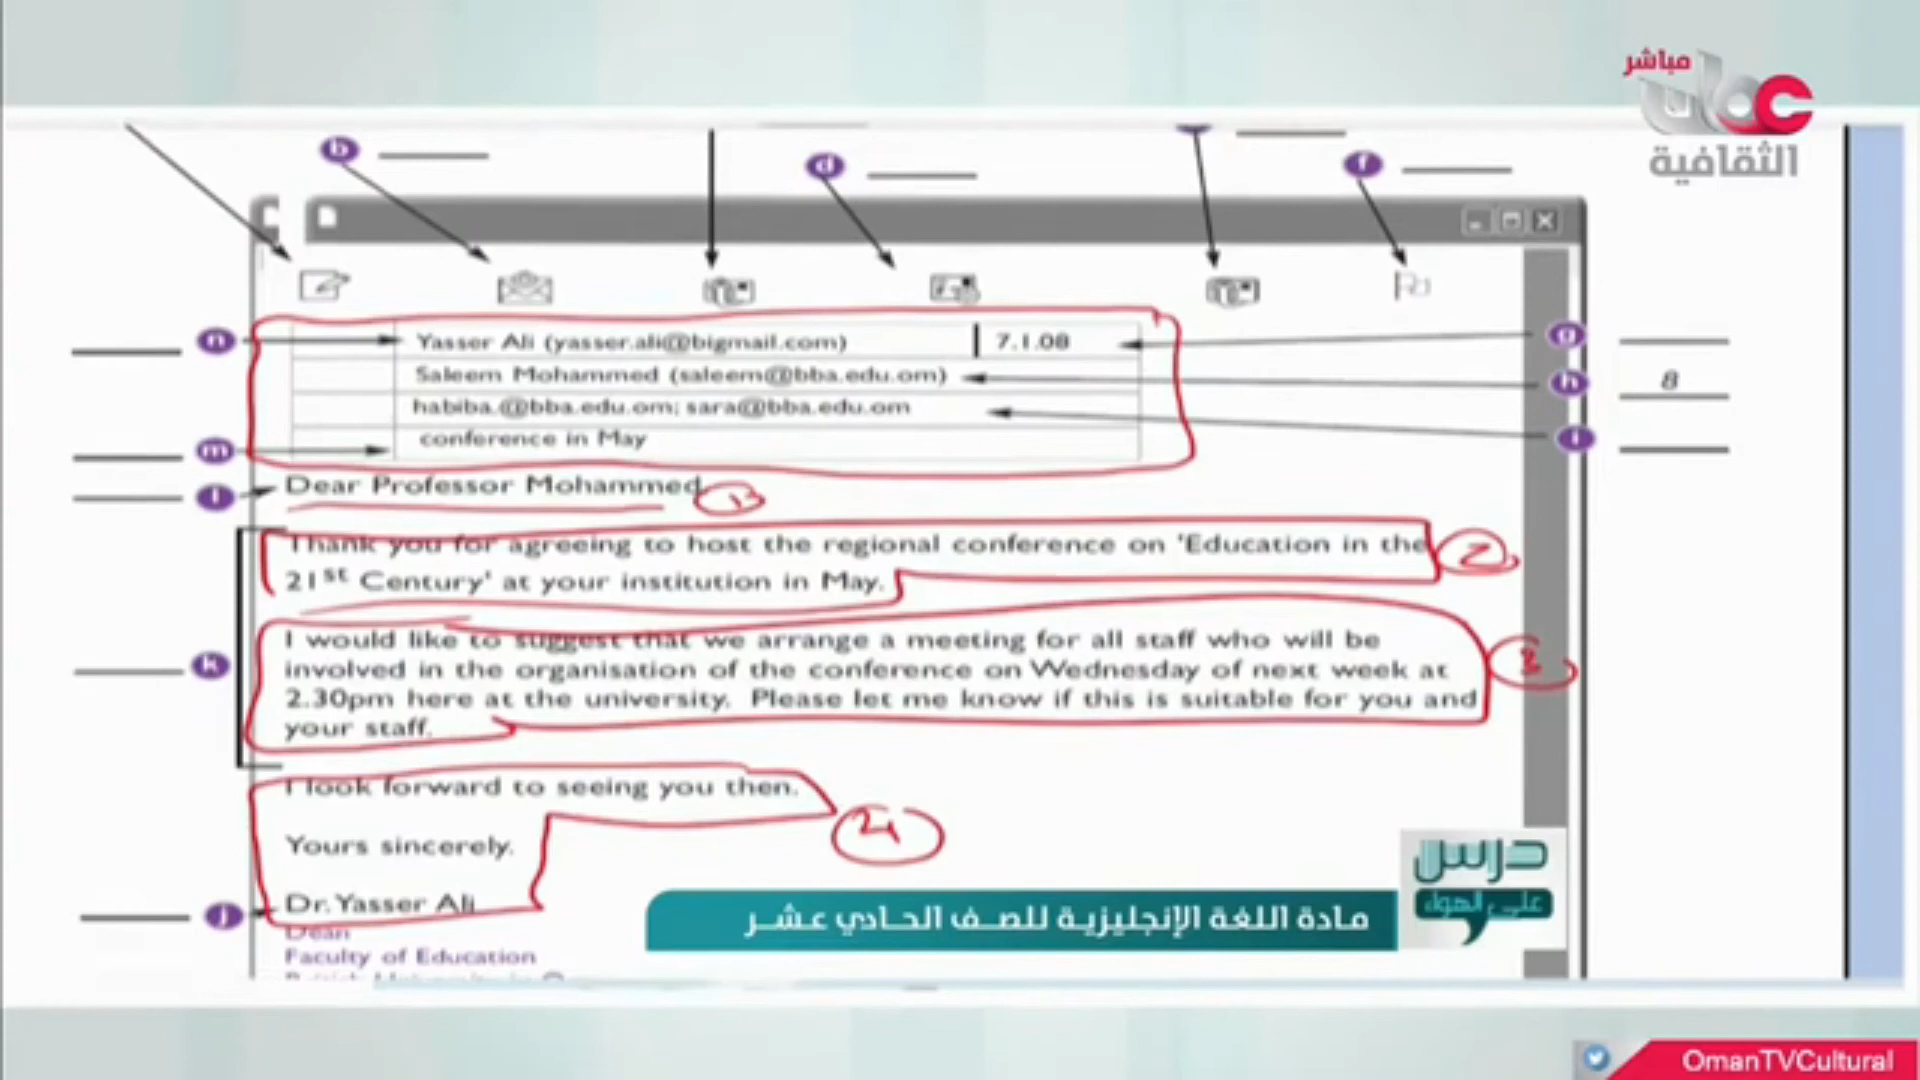 مباشر
الثقافية
b
d
f
n
Yasser Ali (yasser.ali@bigmail.com)
7.1.08
g
Saleem Mohammed (saleem@bba.edu.om)
h
8
habiba.@bba.edu.om; sara@bba.edu.om
i
m
conference in May
l
Dear Professor Mohammed
Thank you for agreeing to host the regional conference on 'Education in the
2
21st Century' at your institution in May.
I would like to suggest that we arrange a meeting for all staff who will be
involved in the organisation of the conference on Wednesday of next week at
3
k
2.30pm here at the university. Please let me know if this is suitable for you and
your staff.
I look forward to seeing you then.
Yours sincerely.
j
Dr. Yasser Ali
Dean
Faculty of Education
درس
على الهواء
مادة اللغة الإنجليزية للصف الحادي عشر
OmanTVCultural